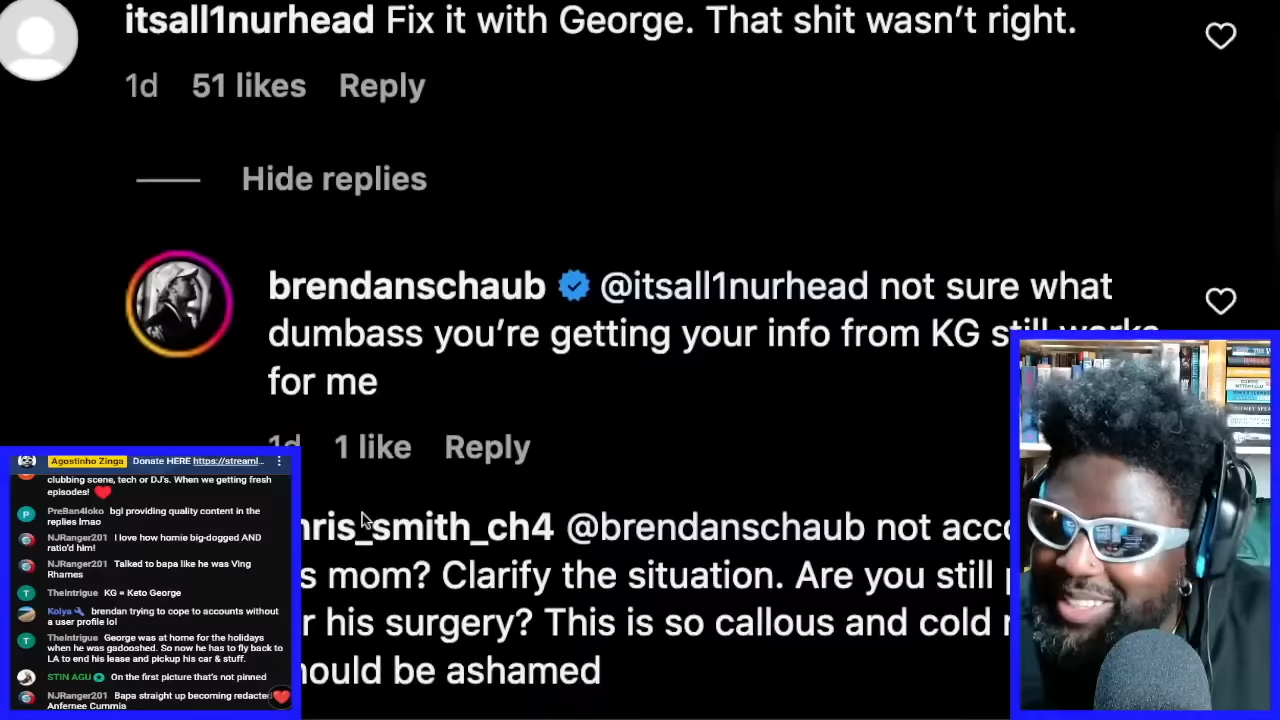 itsall1nurhead Fix it with George. That shit wasn't right.
1d 51 likes Reply
Hide replies
brendanschaub @itsall1nurhead not sure what
dumbass you're getting your info from KG still works
for me
1d 1 like Reply
hris_smith_ch4 @brendanschaub not acco
s mom? Clarify the situation. Are you still p
r his surgery? This is so callous and cold
hould be ashamed
Agostinho Zinga Donate HERE https://streaml...
clubbing scene, tech or DJ's. When we getting fresh
episodes!
PreBan4loko bgl providing quality content in the
replies lmao
NJRanger201 I love how homie big-dogged AND
ratio'd him!
NJRanger201 Talked to bapa like he was Ving
Rhames
TheIntrigue KG = Keto George
Kolya brendan trying to cope to accounts without
a user profile lol
TheIntrigue George was at home for the holidays
when he was gadooshed. So now he has to fly back to
LA to end his lease and pickup his car & stuff.
STIN AGU On the first picture that's not pinned
NJRanger201 Bapa straight up becoming redacted
Anfernee Cummia